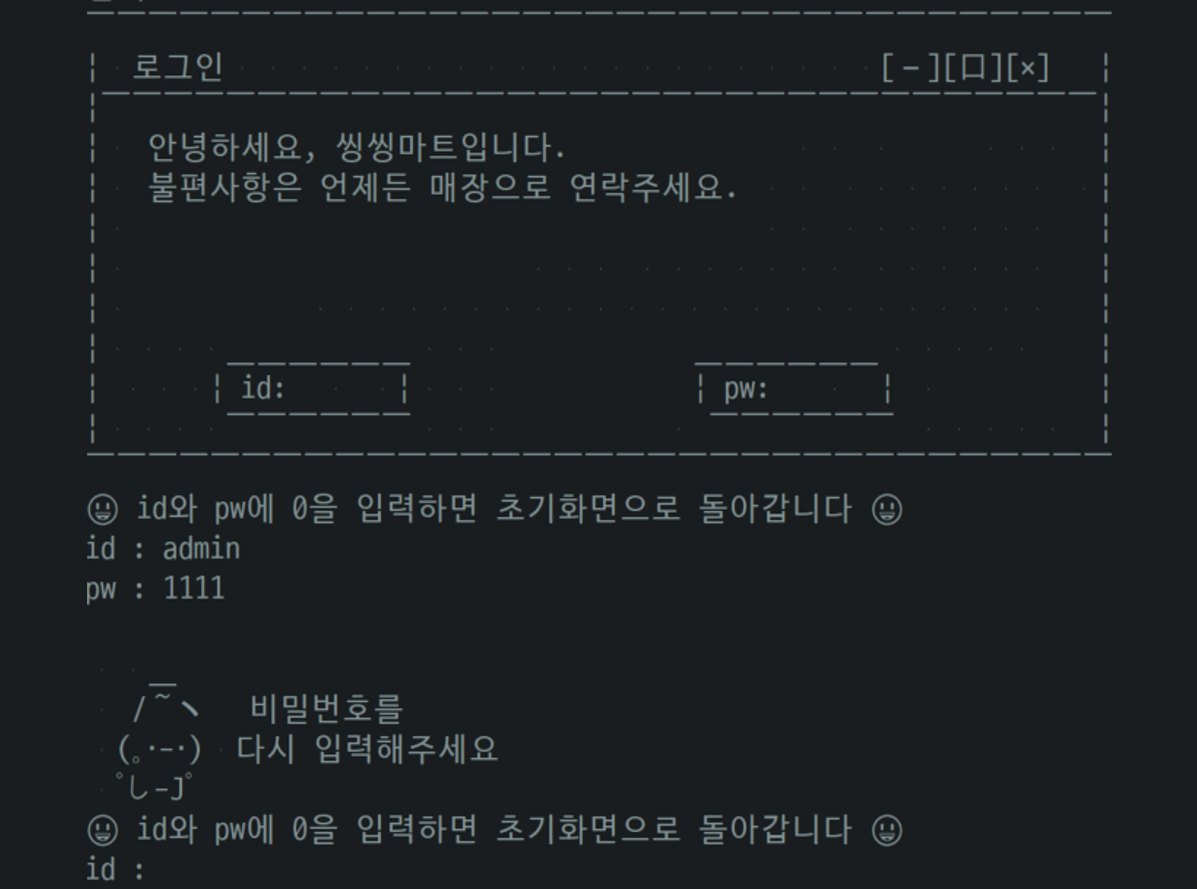 로그인 [-][口][×]
안녕하세요, 씽씽마트입니다.
불편사항은 언제든 매장으로 연락주세요.
id: pw:
😃 id와 pw에 0을 입력하면 초기화면으로 돌아갑니다 😃
id : admin
pw : 1111
/~ヽ 비밀번호를
(｡･-･) 다시 입력해주세요
ﾟし-Jﾟ
😃 id와 pw에 0을 입력하면 초기화면으로 돌아갑니다 😃
id :